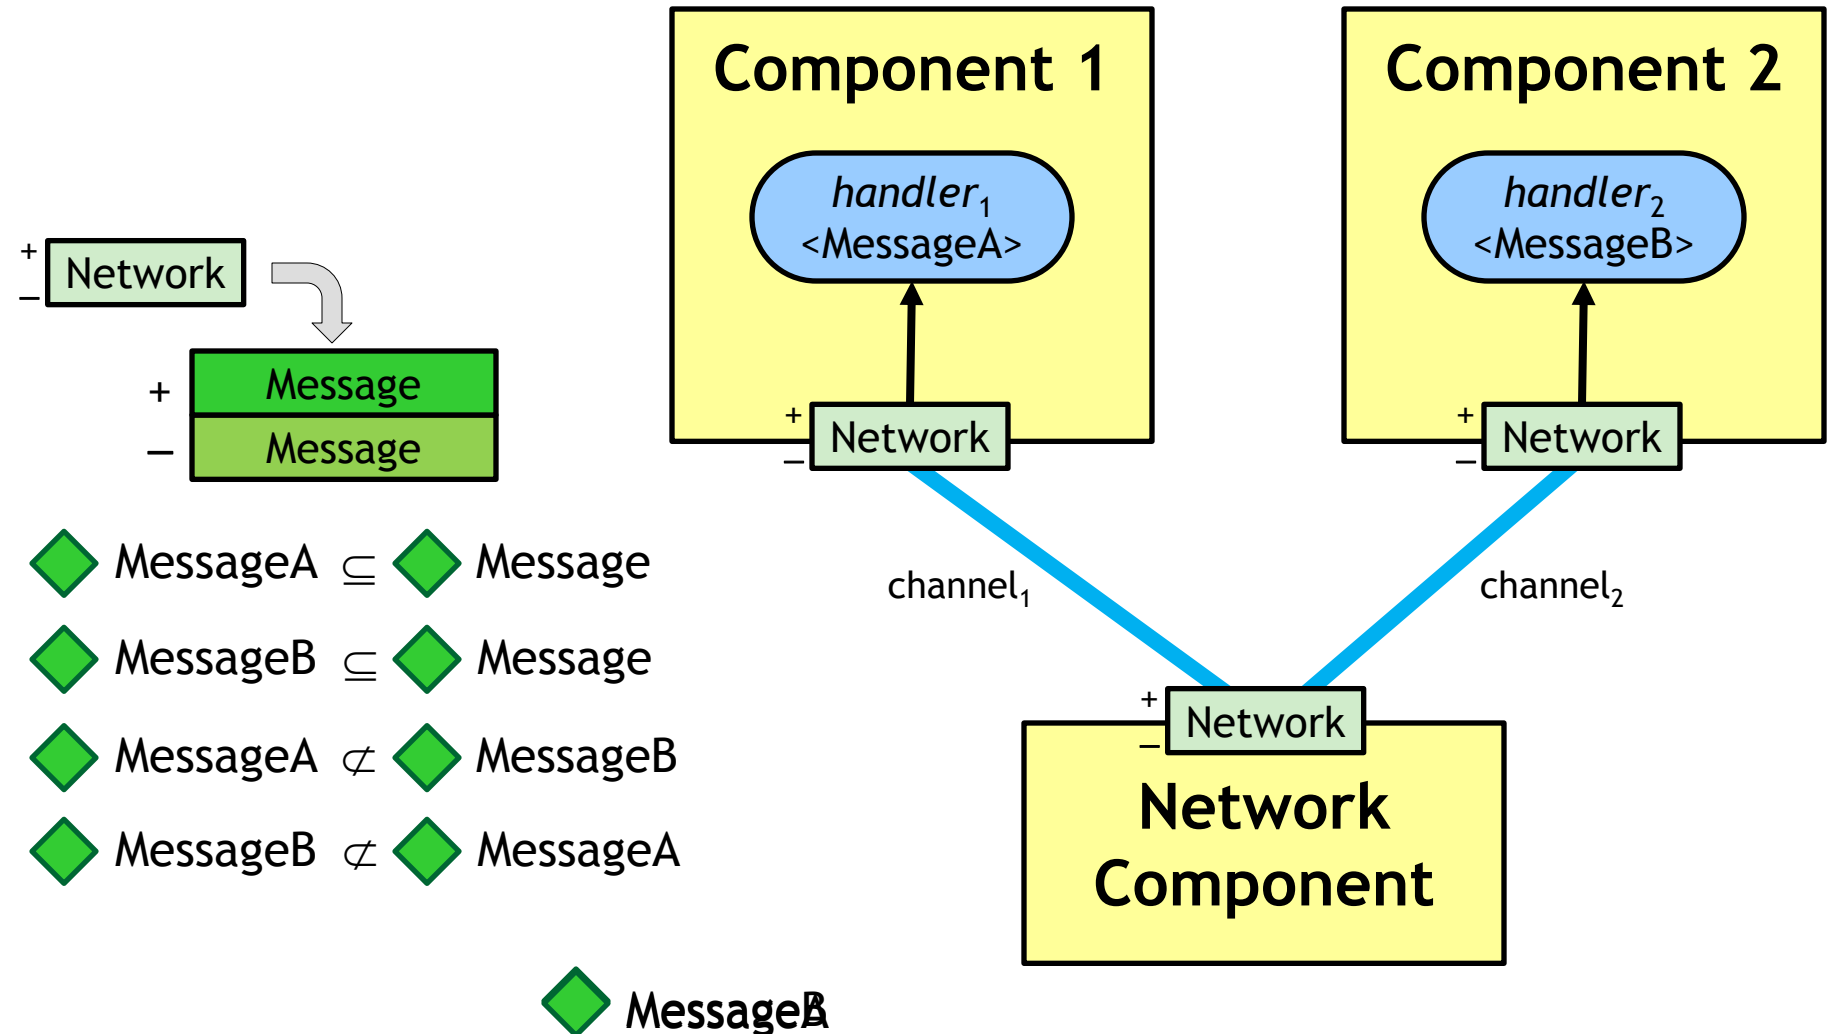 Component 1
handler₁
<MessageA>
+
Network
−
Component 2
handler₂
<MessageB>
+
Network
−
+
Network
−
+ Message
− Message
MessageA ⊆ Message
MessageB ⊆ Message
MessageA ⊄ MessageB
MessageB ⊄ MessageA
channel₁
channel₂
+
Network
−
Network
Component